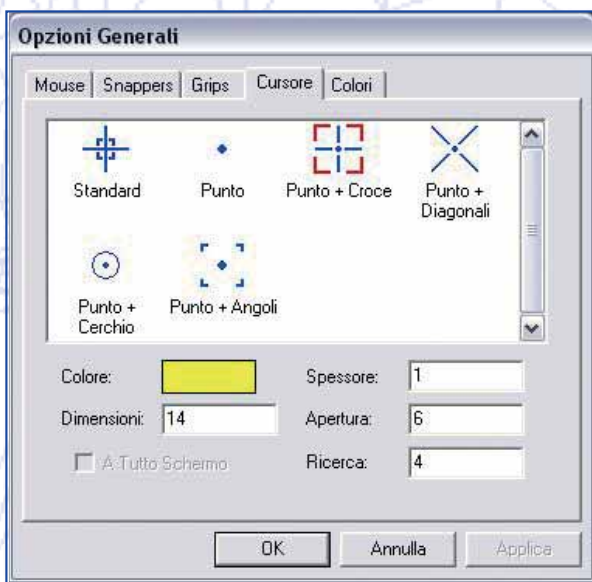 Opzioni Generali
Mouse Snappers Grips Cursore Colori
Standard Punto Punto + Croce Punto + Diagonali
Punto + Cerchio Punto + Angoli
Colore: Spessore: 1
Dimensioni: 14 Apertura: 6
A Tutto Schermo Ricerca: 4
OK Annulla Applica